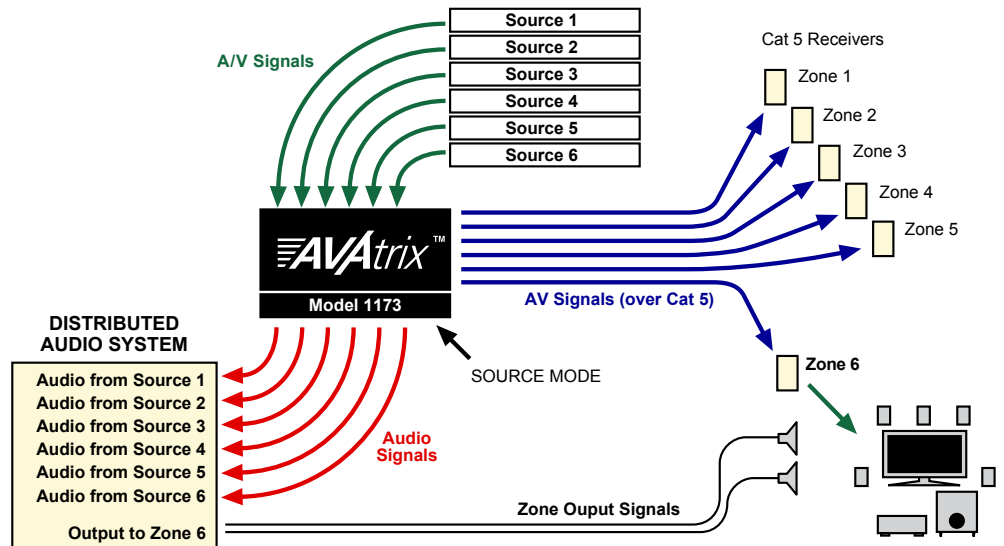 Source 1
Source 2
Source 3
Source 4
Source 5
Source 6
A/V Signals
Cat 5 Receivers
Zone 1
Zone 2
Zone 3
Zone 4
Zone 5
AVAtrix™
Model 1173
AV Signals (over Cat 5)
DISTRIBUTED
AUDIO SYSTEM
SOURCE MODE
Zone 6
Audio from Source 1
Audio from Source 2
Audio from Source 3
Audio from Source 4
Audio from Source 5
Audio from Source 6
Output to Zone 6
Audio
Signals
Zone Ouput Signals